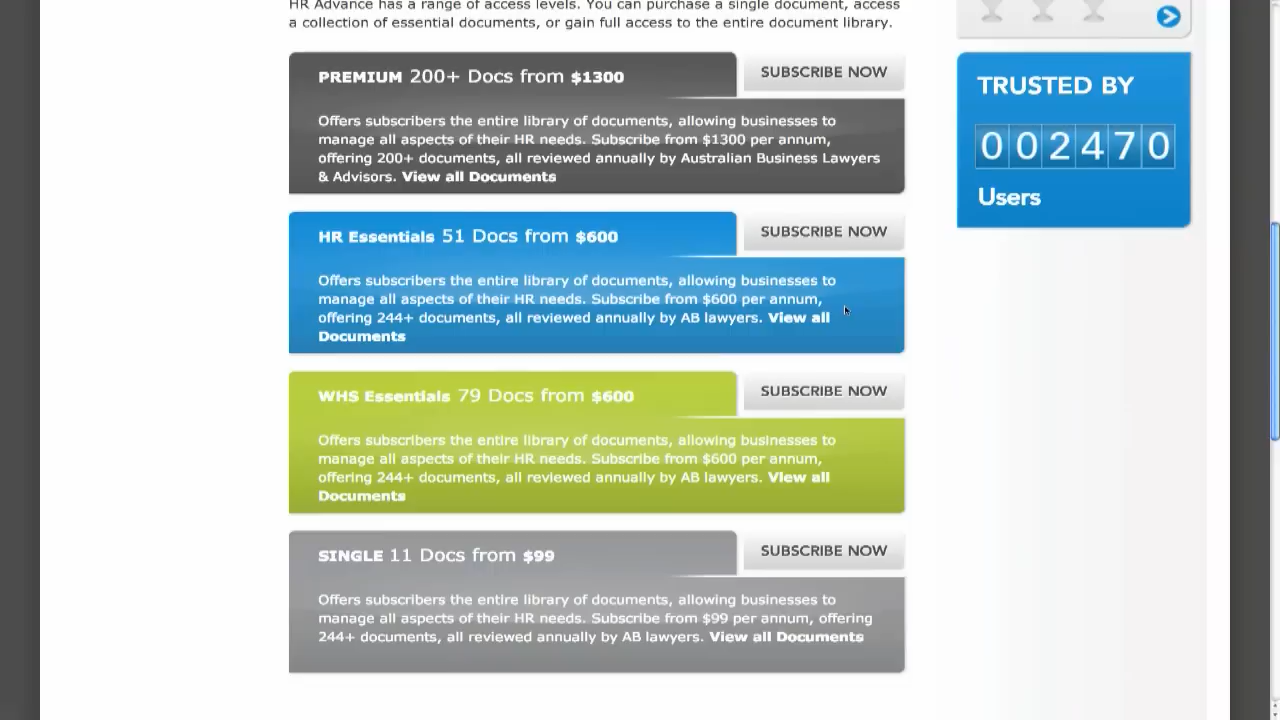 HR Advance has a range of access levels. You can purchase a single document, access
a collection of essential documents, or gain full access to the entire document library.
PREMIUM 200+ Docs from $1300
SUBSCRIBE NOW
Offers subscribers the entire library of documents, allowing businesses to
manage all aspects of their HR needs. Subscribe from $1300 per annum,
offering 200+ documents, all reviewed annually by Australian Business Lawyers
& Advisors. View all Documents
HR Essentials 51 Docs from $600
SUBSCRIBE NOW
Offers subscribers the entire library of documents, allowing businesses to
manage all aspects of their HR needs. Subscribe from $600 per annum,
offering 244+ documents, all reviewed annually by AB lawyers. View all
Documents
WHS Essentials 79 Docs from $600
SUBSCRIBE NOW
Offers subscribers the entire library of documents, allowing businesses to
manage all aspects of their HR needs. Subscribe from $600 per annum,
offering 244+ documents, all reviewed annually by AB lawyers. View all
Documents
SINGLE 11 Docs from $99
SUBSCRIBE NOW
Offers subscribers the entire library of documents, allowing businesses to
manage all aspects of their HR needs. Subscribe from $99 per annum, offering
244+ documents, all reviewed annually by AB lawyers. View all Documents
TRUSTED BY
002470
Users